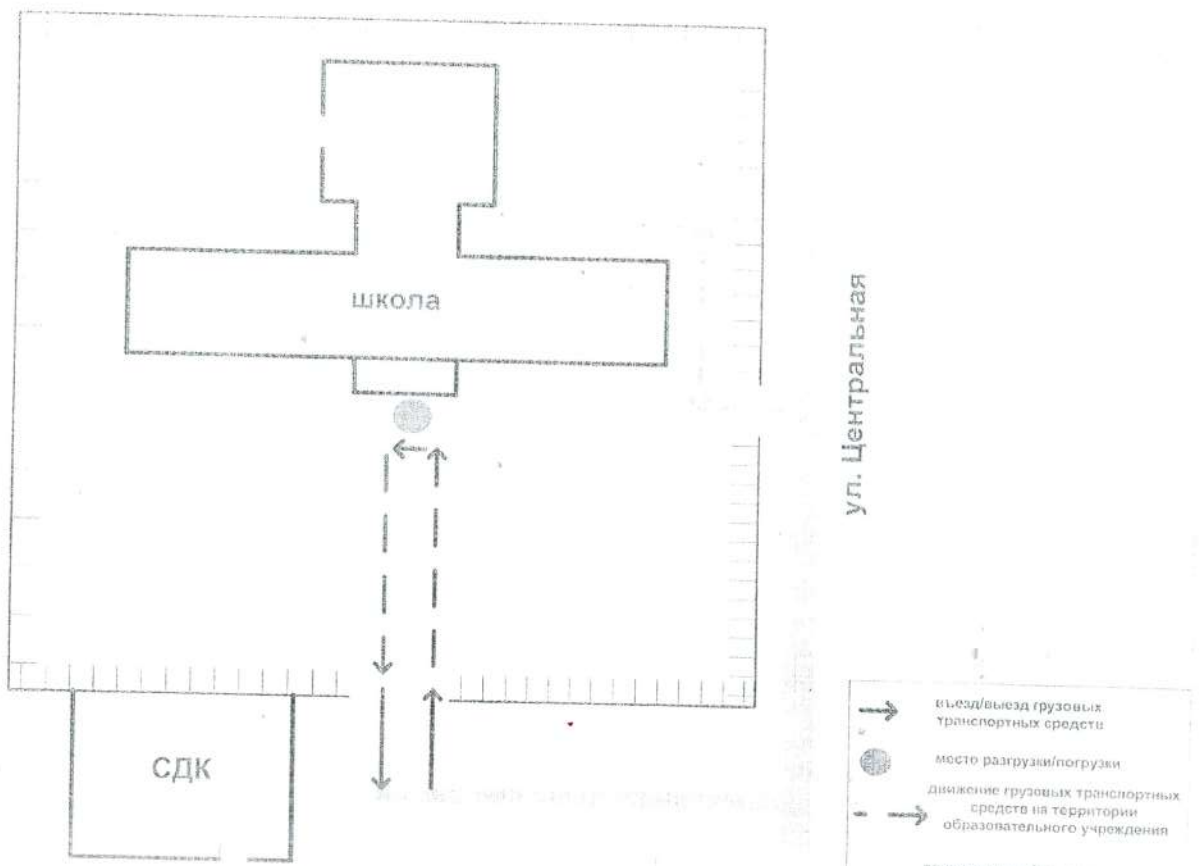 школа
ул. Центральная
СДК
въезд/выезд грузовых
транспортных средств
место разгрузки/погрузки
движение грузовых транспортных
средств на территории
образовательного учреждения